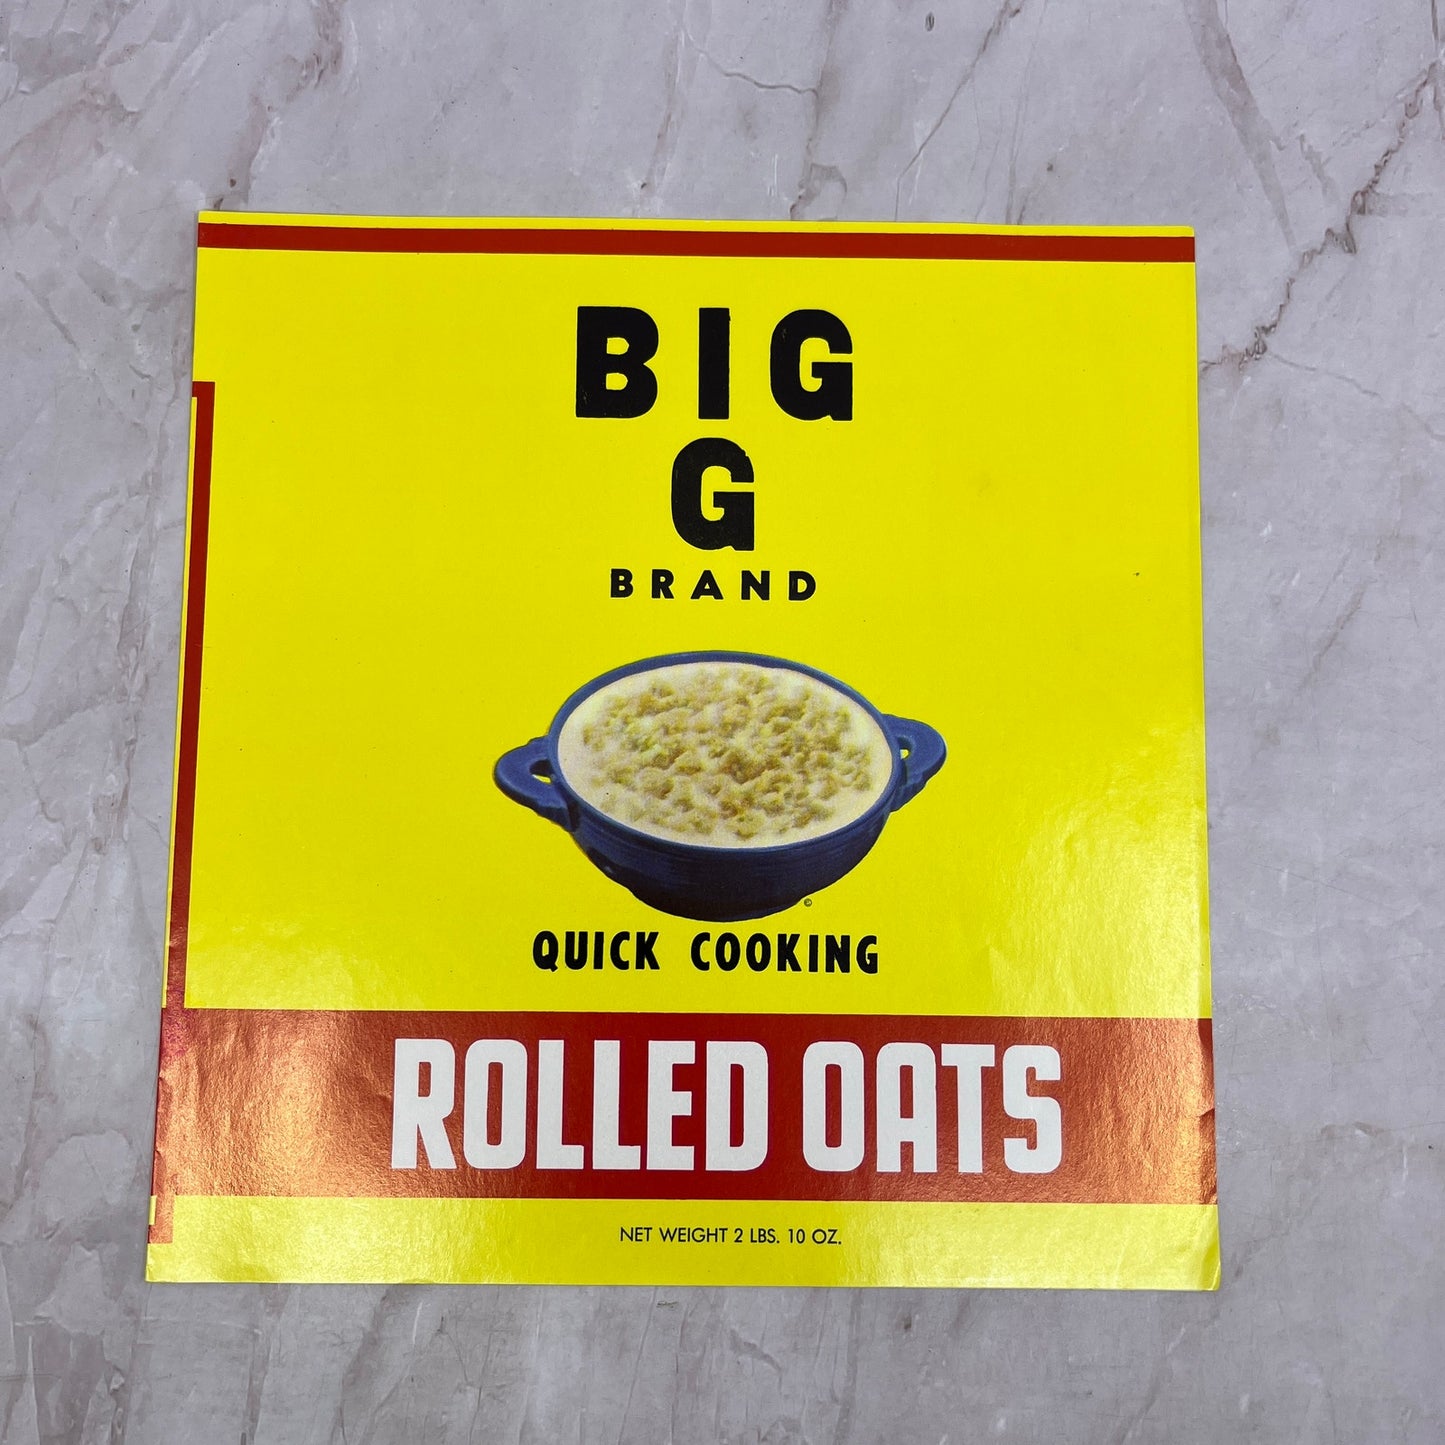 BIG
G
BRAND
©
QUICK COOKING
ROLLED OATS
NET WEIGHT 2 LBS. 10 OZ.